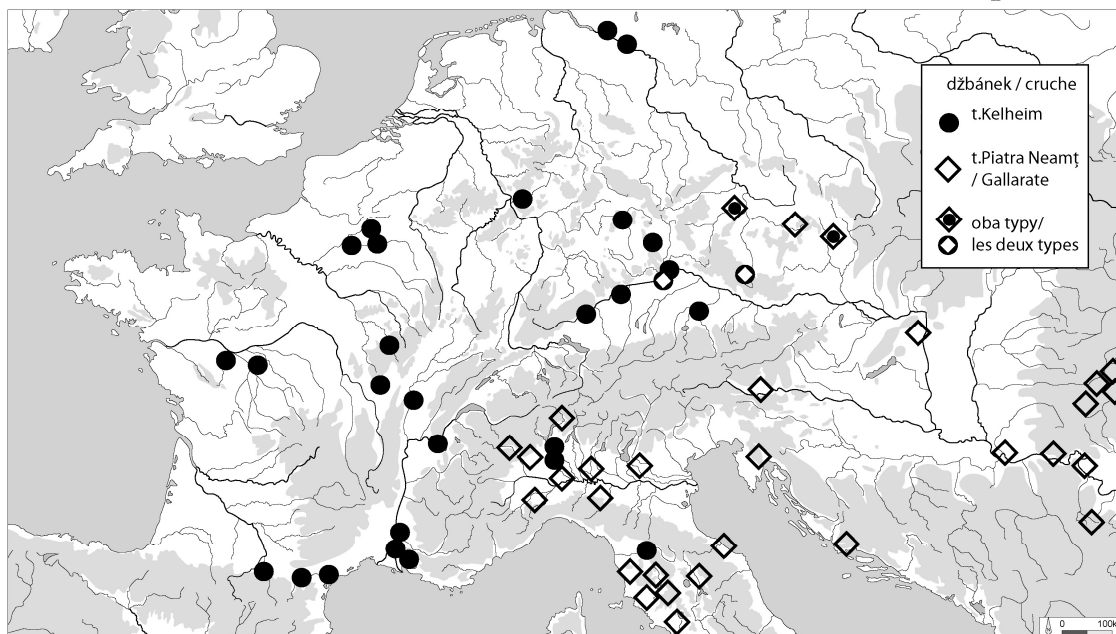 džbánek / cruche
t.Kelheim
t.Piatra Neamţ
/ Gallarate
oba typy/
les deux types
0 100k